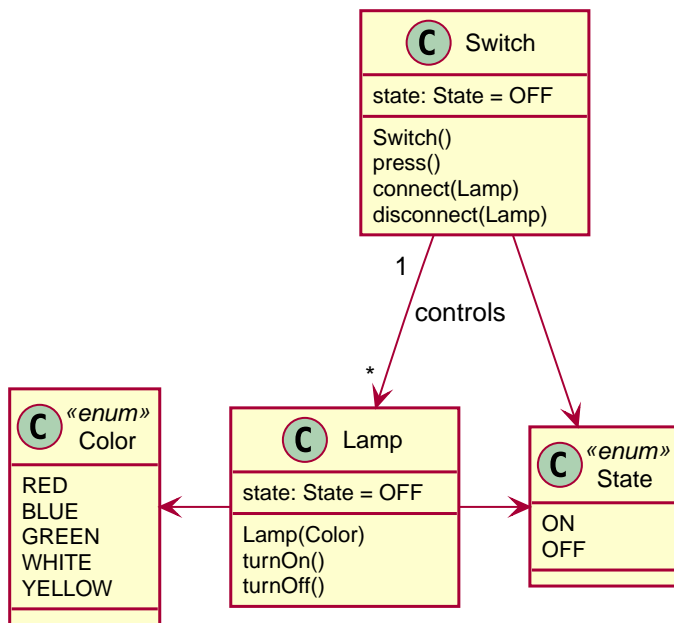 C Switch
state: State = OFF
Switch()
press()
connect(Lamp)
disconnect(Lamp)
1
controls
*
C «enum»
Color
RED
BLUE
GREEN
WHITE
YELLOW
C Lamp
state: State = OFF
Lamp(Color)
turnOn()
turnOff()
C «enum»
State
ON
OFF